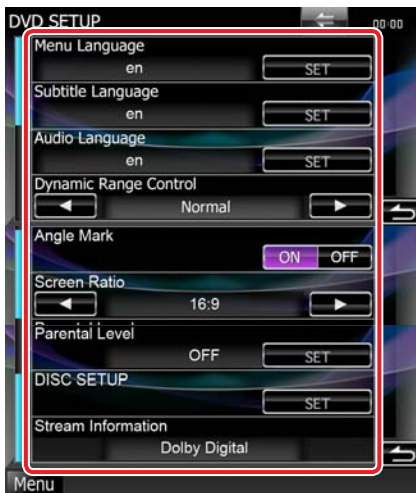 DVD SETUP 00:00
Menu Language
en SET
Subtitle Language
en SET
Audio Language
en SET
Dynamic Range Control
Normal
Angle Mark
ON OFF
Screen Ratio
16:9
Parental Level
OFF SET
DISC SETUP
SET
Stream Information
Dolby Digital
Menu